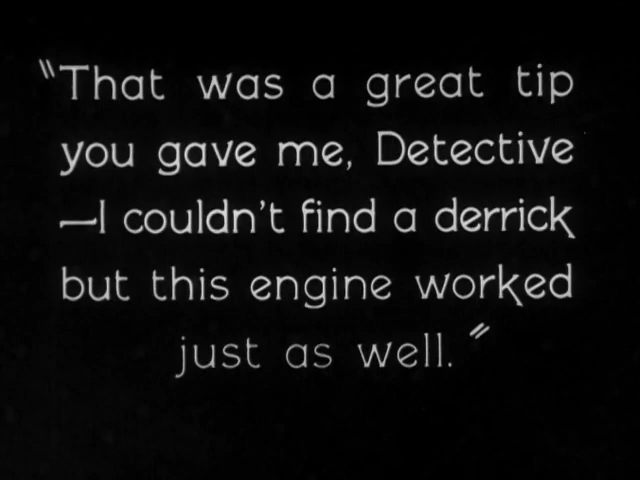 "That was a great tip
you gave me, Detective
—I couldn't find a derrick
but this engine worked
just as well."